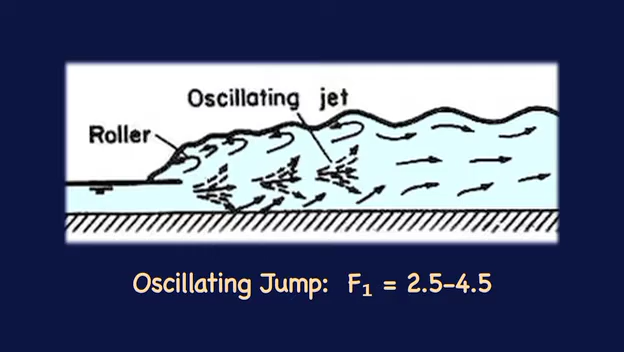 Oscillating jet
Roller
Oscillating Jump: F₁ = 2.5–4.5